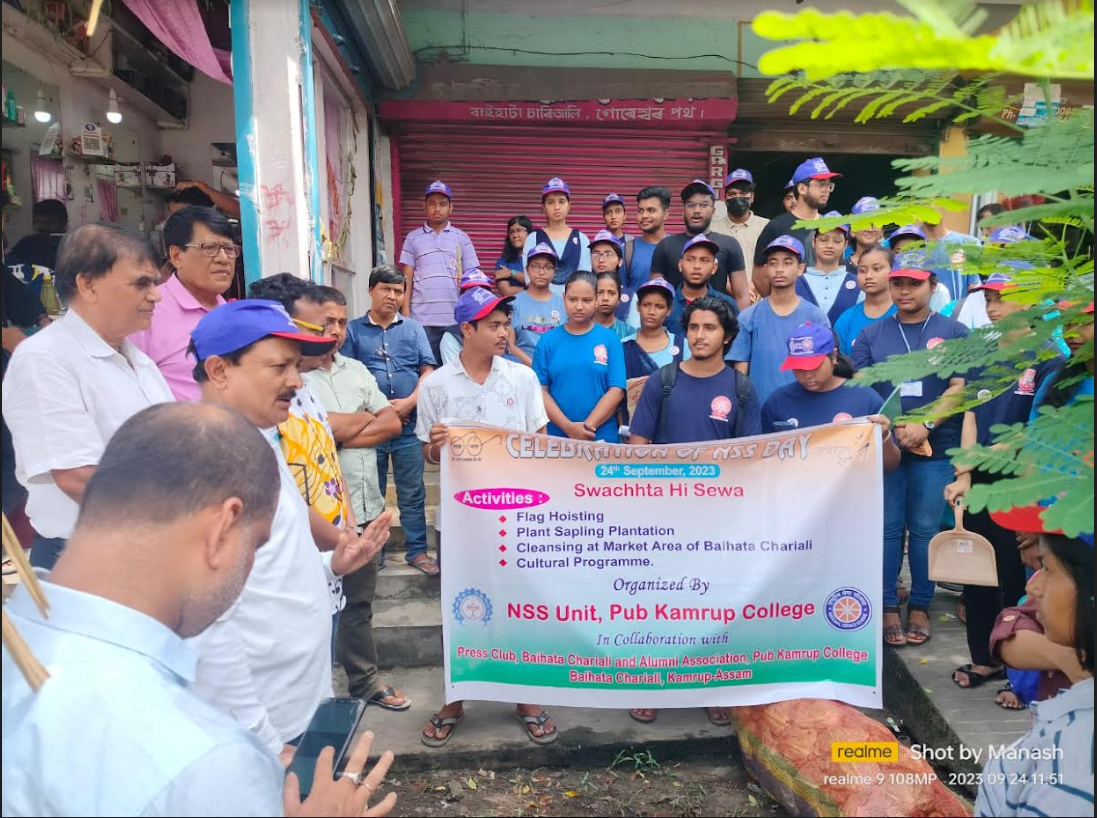 বাইহাটা চাৰিআলি , গোৰেশ্বৰ পথ ।
CELEBRATION OF NSS DAY
24th September, 2023
Swachhta Hi Sewa
Activities :
Flag Hoisting
Plant Sapling Plantation
Cleansing at Market Area of Baihata Chariali
Cultural Programme.
Organized By
NSS Unit, Pub Kamrup College
In Collaboration with
Press Club, Baihata Chariali and Alumni Association, Pub Kamrup College
Baihata Chariali, Kamrup-Assam
realme Shot by Manash
realme 9 108MP 2023 09 24 11:51